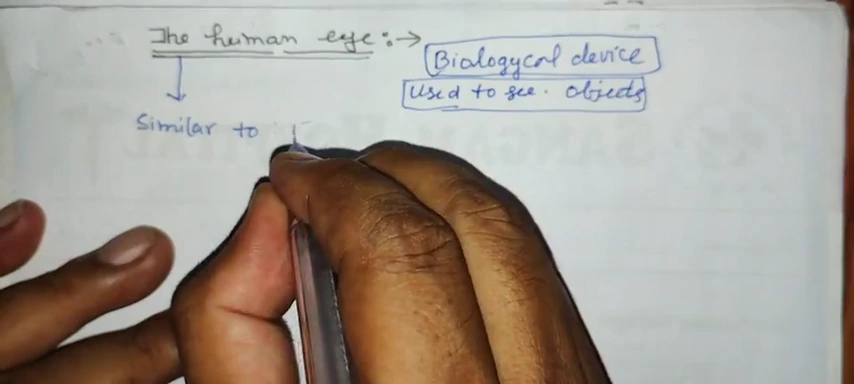 The human eye :→
Biologycal device
used to see. objects
Similar to